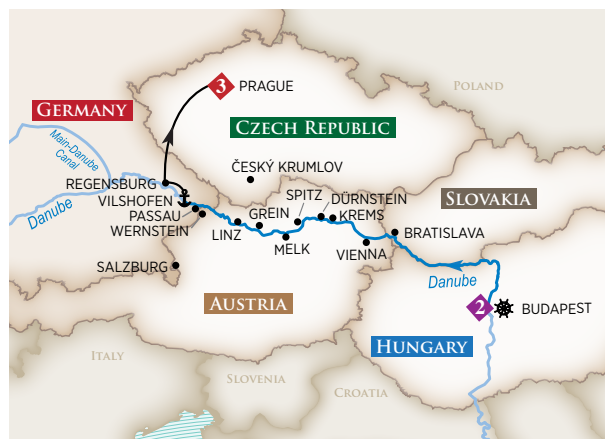 POLAND
3
PRAGUE
GERMANY
CZECH REPUBLIC
Main-Danube
Canal
ČESKÝ KRUMLOV
REGENSBURG
VILSHOFEN
PASSAU
WERNSTEIN
Danube
SPITZ
DÜRNSTEIN
KREMS
SLOVAKIA
GREIN
LINZ
MELK
VIENNA
BRATISLAVA
SALZBURG
Danube
AUSTRIA
2
BUDAPEST
HUNGARY
ITALY
SLOVENIA
CROATIA